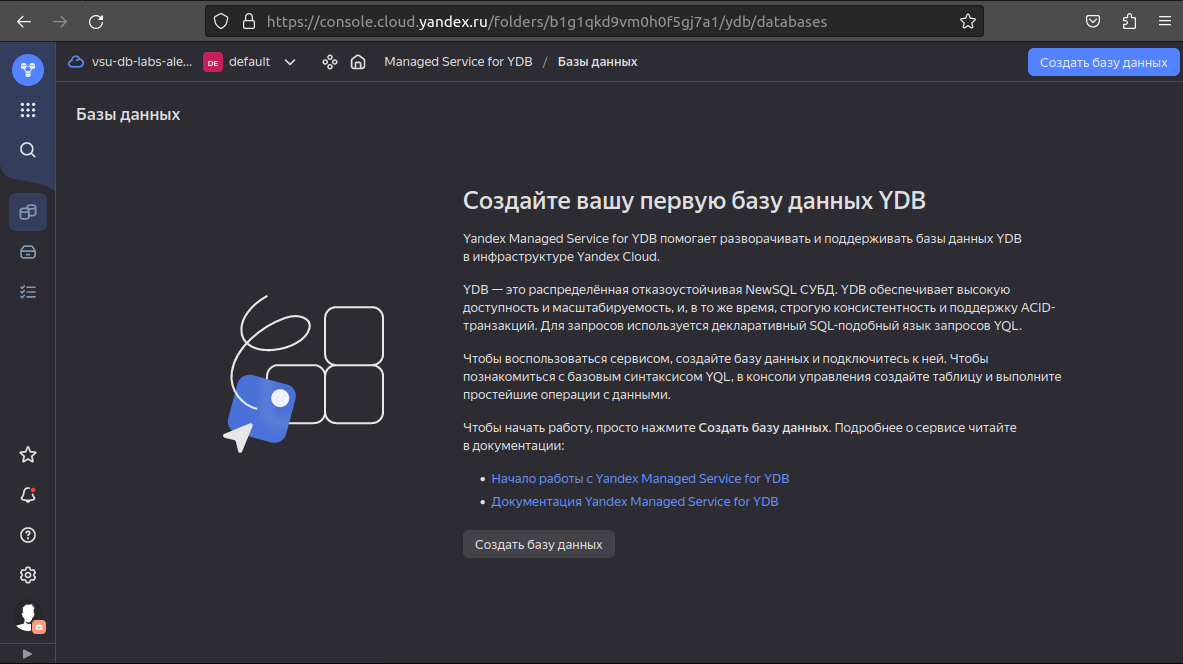 https://console.cloud.yandex.ru/folders/b1g1qkd9vm0h0f5gj7a1/ydb/databases
vsu-db-labs-ale... DE default Managed Service for YDB / Базы данных Создать базу данных
Базы данных
Создайте вашу первую базу данных YDB
Yandex Managed Service for YDB помогает разворачивать и поддерживать базы данных YDB
в инфраструктуре Yandex Cloud.
YDB — это распределённая отказоустойчивая NewSQL СУБД. YDB обеспечивает высокую
доступность и масштабируемость, и, в то же время, строгую консистентность и поддержку ACID-
транзакций. Для запросов используется декларативный SQL-подобный язык запросов YQL.
Чтобы воспользоваться сервисом, создайте базу данных и подключитесь к ней. Чтобы
познакомиться с базовым синтаксисом YQL, в консоли управления создайте таблицу и выполните
простейшие операции с данными.
Чтобы начать работу, просто нажмите Создать базу данных. Подробнее о сервисе читайте
в документации:
• Начало работы с Yandex Managed Service for YDB
• Документация Yandex Managed Service for YDB
Создать базу данных